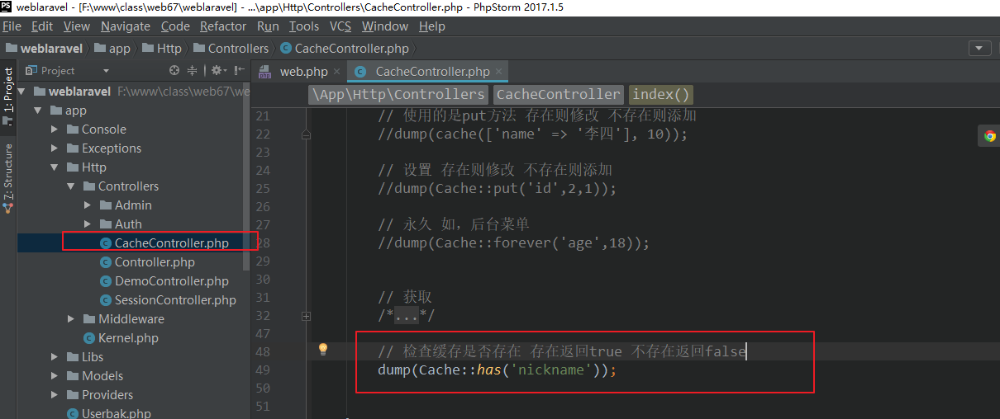 weblaravel - [F:\www\class\web67\weblaravel] - ...\app\Http\Controllers\CacheController.php - PhpStorm 2017.1.5
File Edit View Navigate Code Refactor Run Tools VCS Window Help
weblaravel app Http Controllers CacheController.php
1: Project
Z: Structure
Project
weblaravel F:\www\class\web67\we
app
Console
Exceptions
Http
Controllers
Admin
Auth
CacheController.php
Controller.php
DemoController.php
SessionController.php
Middleware
Kernel.php
Libs
Models
Providers
Userbak.php
web.php CacheController.php
\App\Http\Controllers CacheController index()
21 // 使用的是put方法 存在则修改 不存在则添加
22 //dump(cache(['name' => '李四'], 10));
23
24 // 设置 存在则修改 不存在则添加
25 //dump(Cache::put('id',2,1));
26
27 // 永久 如，后台菜单
28 //dump(Cache::forever('age',18));
29
30
31 // 获取
32 /*...*/
47
48 // 检查缓存是否存在 存在返回true 不存在返回false
49 dump(Cache::has('nickname'));
50
51